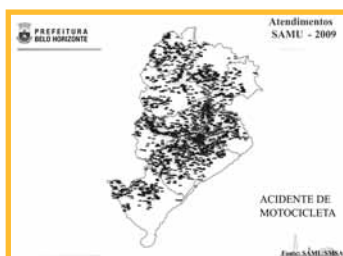 PREFEITURA
BELO HORIZONTE
Atendimentos
SAMU - 2009
ACIDENTE DE
MOTOCICLETA
Fonte: SAMU/SMSA